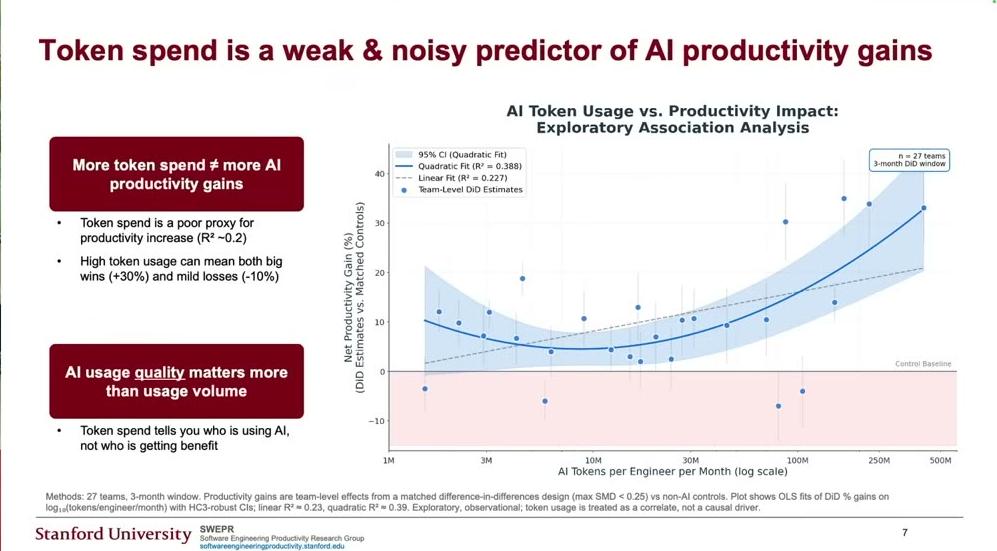 Token spend is a weak & noisy predictor of AI productivity gains
More token spend ≠ more AI
productivity gains
• Token spend is a poor proxy for
productivity increase (R² ~0.2)
• High token usage can mean both big
wins (+30%) and mild losses (-10%)
AI usage quality matters more
than usage volume
• Token spend tells you who is using AI,
not who is getting benefit
AI Token Usage vs. Productivity Impact:
Exploratory Association Analysis
95% CI (Quadratic Fit)
Quadratic Fit (R² = 0.388)
Linear Fit (R² = 0.227)
Team-Level DiD Estimates
n = 27 teams
3-month DiD window
Net Productivity Gain (%)
(DiD Estimates vs. Matched Controls)
40
30
20
10
0
−10
Control Baseline
1M 3M 10M 30M 100M 250M 500M
AI Tokens per Engineer per Month (log scale)
Methods: 27 teams, 3-month window. Productivity gains are team-level effects from a matched difference-in-differences design (max SMD < 0.25) vs non-AI controls. Plot shows OLS fits of DiD % gains on
log₁₀(tokens/engineer/month) with HC3-robust CIs; linear R² ≈ 0.23, quadratic R² ≈ 0.39. Exploratory, observational; token usage is treated as a correlate, not a causal driver.
Stanford University
SWEPR
Software Engineering Productivity Research Group
softwareengineeringproductivity.stanford.edu
7